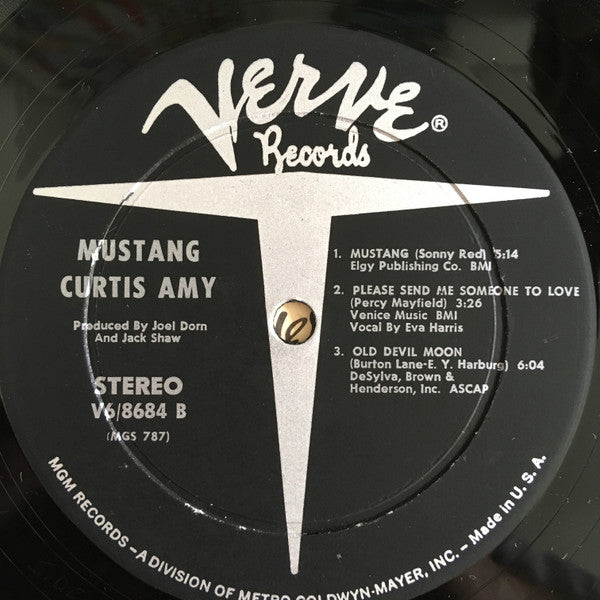 VERVE®
Records
MUSTANG
CURTIS AMY
Produced By Joel Dorn
And Jack Shaw
STEREO
V6/8684 B
(MGS 787)
1. MUSTANG (Sonny Red) 5:14
Elgy Publishing Co. BMI
2. PLEASE SEND ME SOMEONE TO LOVE
(Percy Mayfield) 3:26
Venice Music BMI
Vocal By Eva Harris
3. OLD DEVIL MOON
(Burton Lane-E. Y. Harburg) 6:04
DeSylva, Brown &
Henderson, Inc. ASCAP
MGM RECORDS – A DIVISION OF METRO-GOLDWYN-MAYER, INC. – Made in U. S. A.